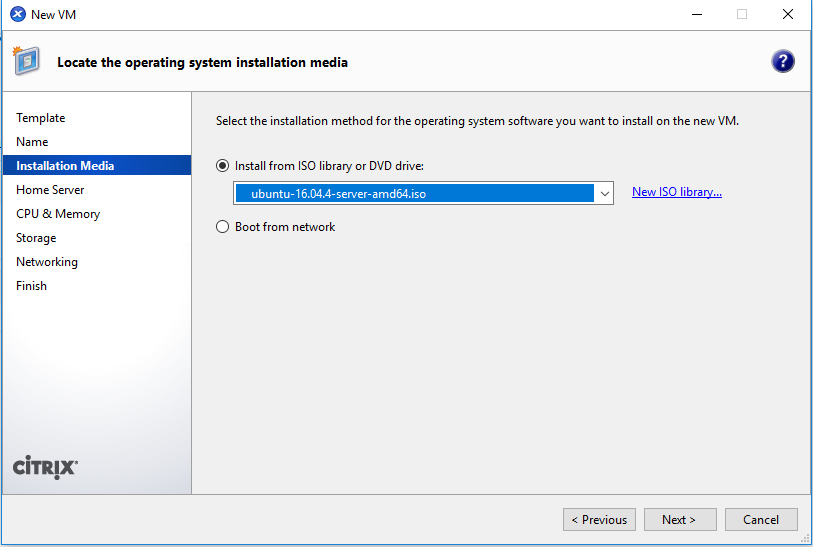 New VM
Locate the operating system installation media
?
Template
Name
Installation Media
Home Server
CPU & Memory
Storage
Networking
Finish
Select the installation method for the operating system software you want to install on the new VM.
Install from ISO library or DVD drive:
ubuntu-16.04.4-server-amd64.iso
New ISO library...
Boot from network
CİTRIX
< Previous
Next >
Cancel